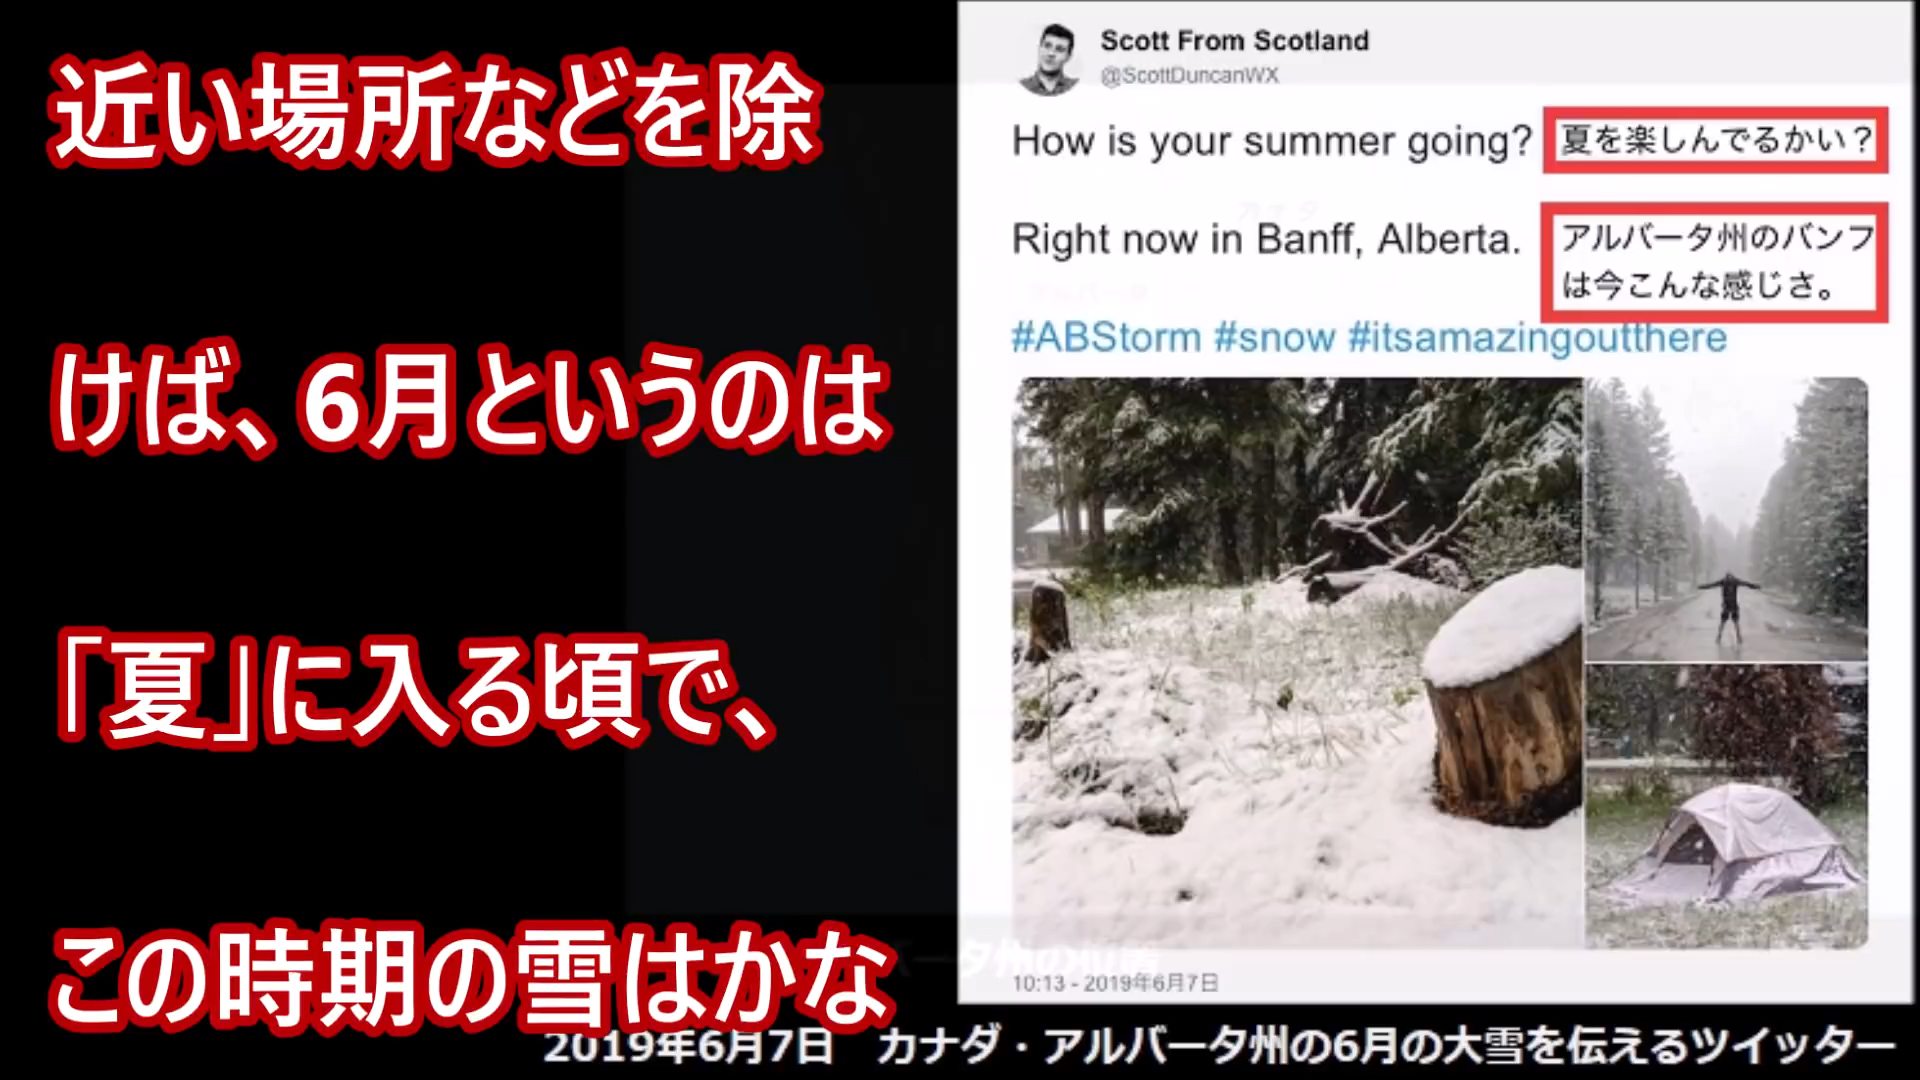 近い場所などを除
けば、6月というのは
「夏」に入る頃で、
この時期の雪はかな
Scott From Scotland
@ScottDuncanWX
How is your summer going?
夏を楽しんでるかい？
Right now in Banff, Alberta.
アルバータ州のバンフ
は今こんな感じさ。
#ABStorm #snow #itsamazingoutthere
10:13 - 2019年6月7日
2019年6月7日　カナダ・アルバータ州の6月の大雪を伝えるツイッター